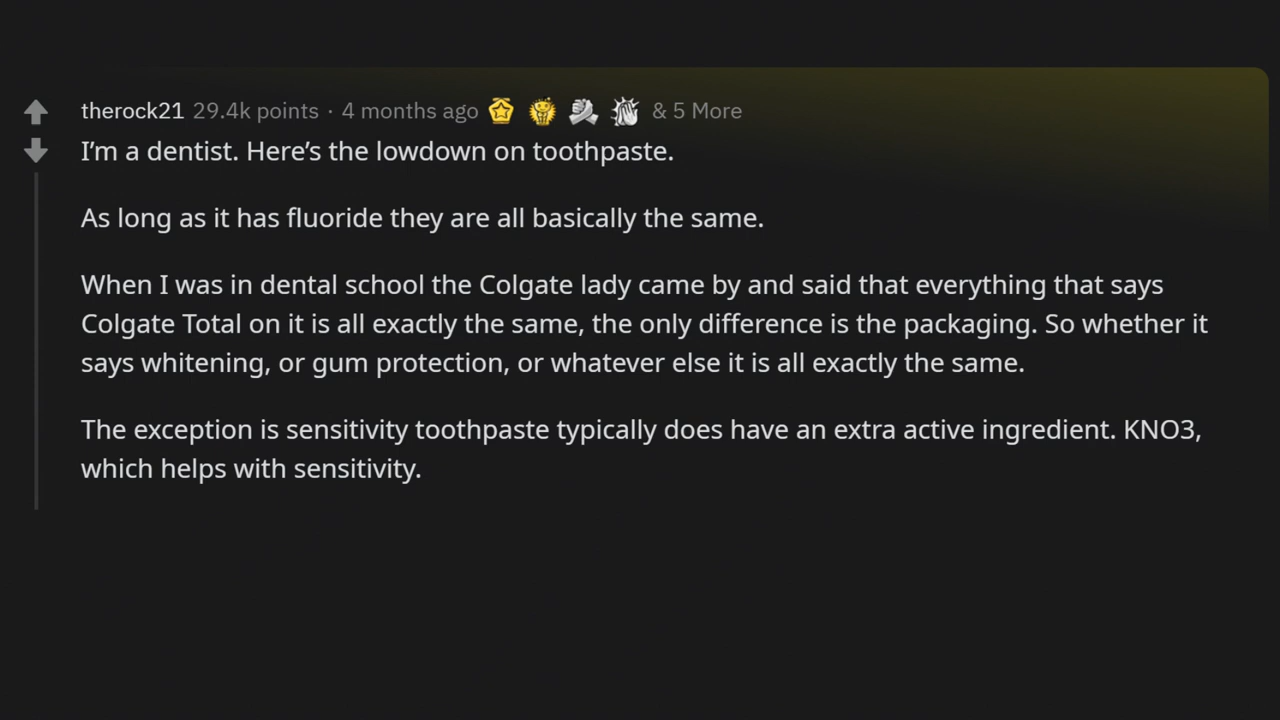 therock21 29.4k points · 4 months ago & 5 More
I’m a dentist. Here’s the lowdown on toothpaste.
As long as it has fluoride they are all basically the same.
When I was in dental school the Colgate lady came by and said that everything that says
Colgate Total on it is all exactly the same, the only difference is the packaging. So whether it
says whitening, or gum protection, or whatever else it is all exactly the same.
The exception is sensitivity toothpaste typically does have an extra active ingredient. KNO3,
which helps with sensitivity.